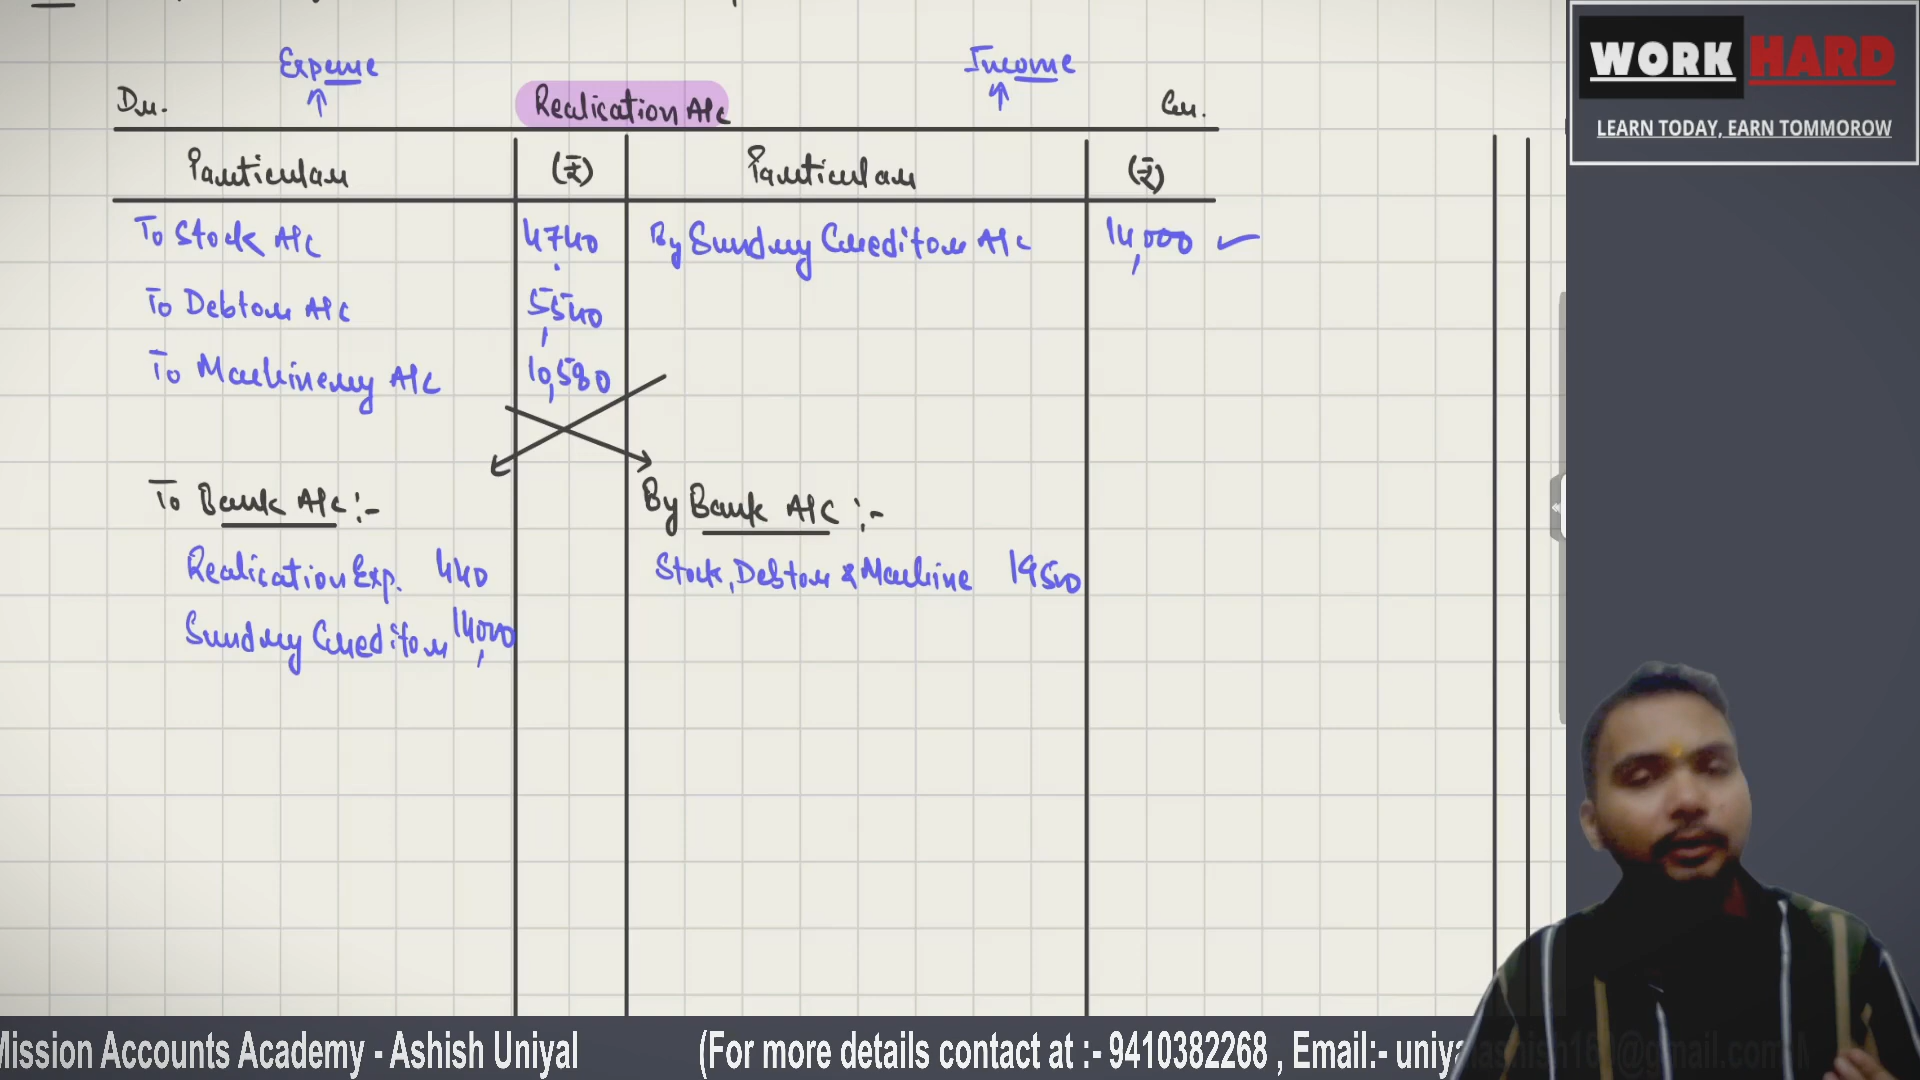 Expense
Income
Dr.
Realisation A/c
Cr.
Particulars
(₹)
Particulars
(₹)
To Stock A/c
4740
By Sundry Creditors A/c
14,000
To Debtors A/c
5,540
To Machinery A/c
10,580
To Bank A/c :-
By Bank A/c :-
Realisation Exp. 440
Stock, Debtors & Machine 19500
Sundry Creditors 14,000
WORK HARD
LEARN TODAY, EARN TOMMOROW
Mission Accounts Academy - Ashish Uniyal
(For more details contact at :- 9410382268 , Email:-